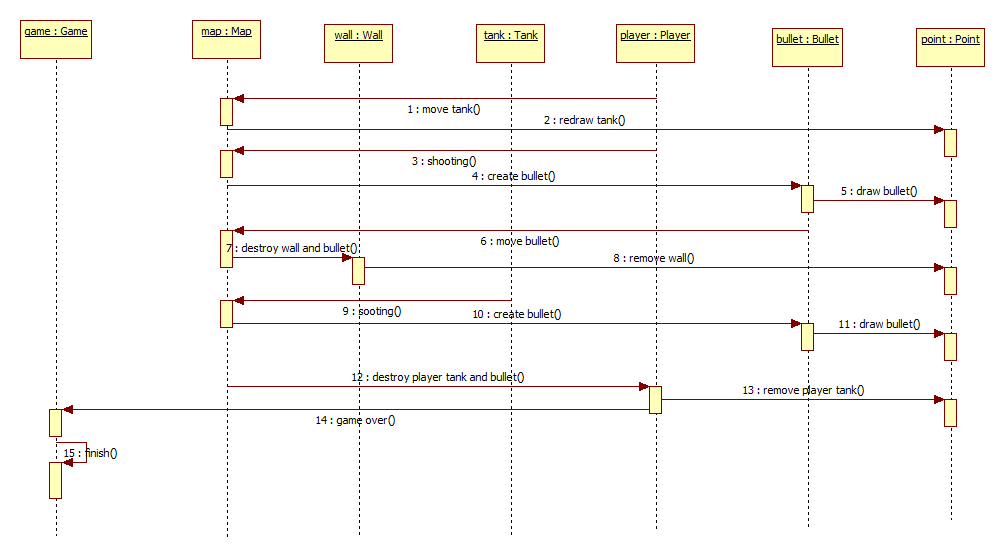 game : Game
map : Map
wall : Wall
tank : Tank
player : Player
bullet : Bullet
point : Point
1 : move tank()
2 : redraw tank()
3 : shooting()
4 : create bullet()
5 : draw bullet()
6 : move bullet()
7 : destroy wall and bullet()
8 : remove wall()
9 : sooting()
10 : create bullet()
11 : draw bullet()
12 : destroy player tank and bullet()
13 : remove player tank()
14 : game over()
15 : finish()